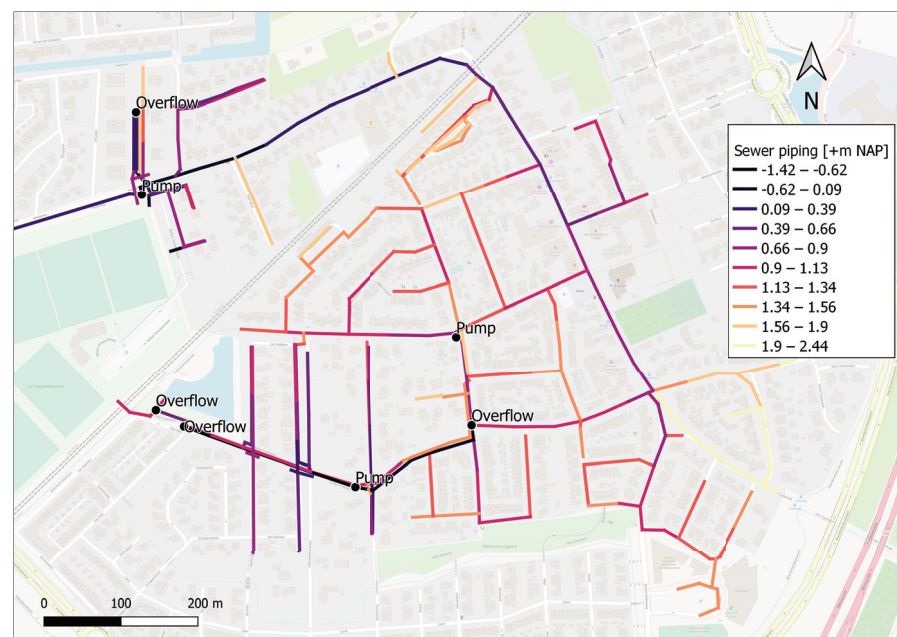 Overflow
Pump
N
Sewer piping [+m NAP]
-1.42 – -0.62
-0.62 – 0.09
0.09 – 0.39
0.39 – 0.66
0.66 – 0.9
0.9 – 1.13
1.13 – 1.34
1.34 – 1.56
1.56 – 1.9
1.9 – 2.44
Pump
Overflow
Overflow
Overflow
Pump
0 100 200 m